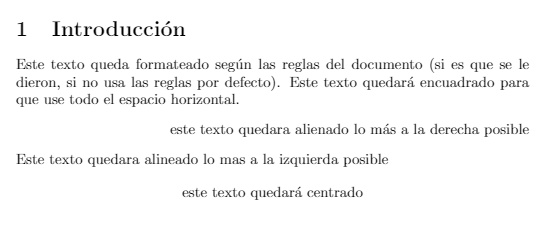 1 Introducción
Este texto queda formateado según las reglas del documento (si es que se le
dieron, si no usa las reglas por defecto). Este texto quedará encuadrado para
que use todo el espacio horizontal.
este texto quedara alienado lo más a la derecha posible
Este texto quedara alineado lo mas a la izquierda posible
este texto quedará centrado